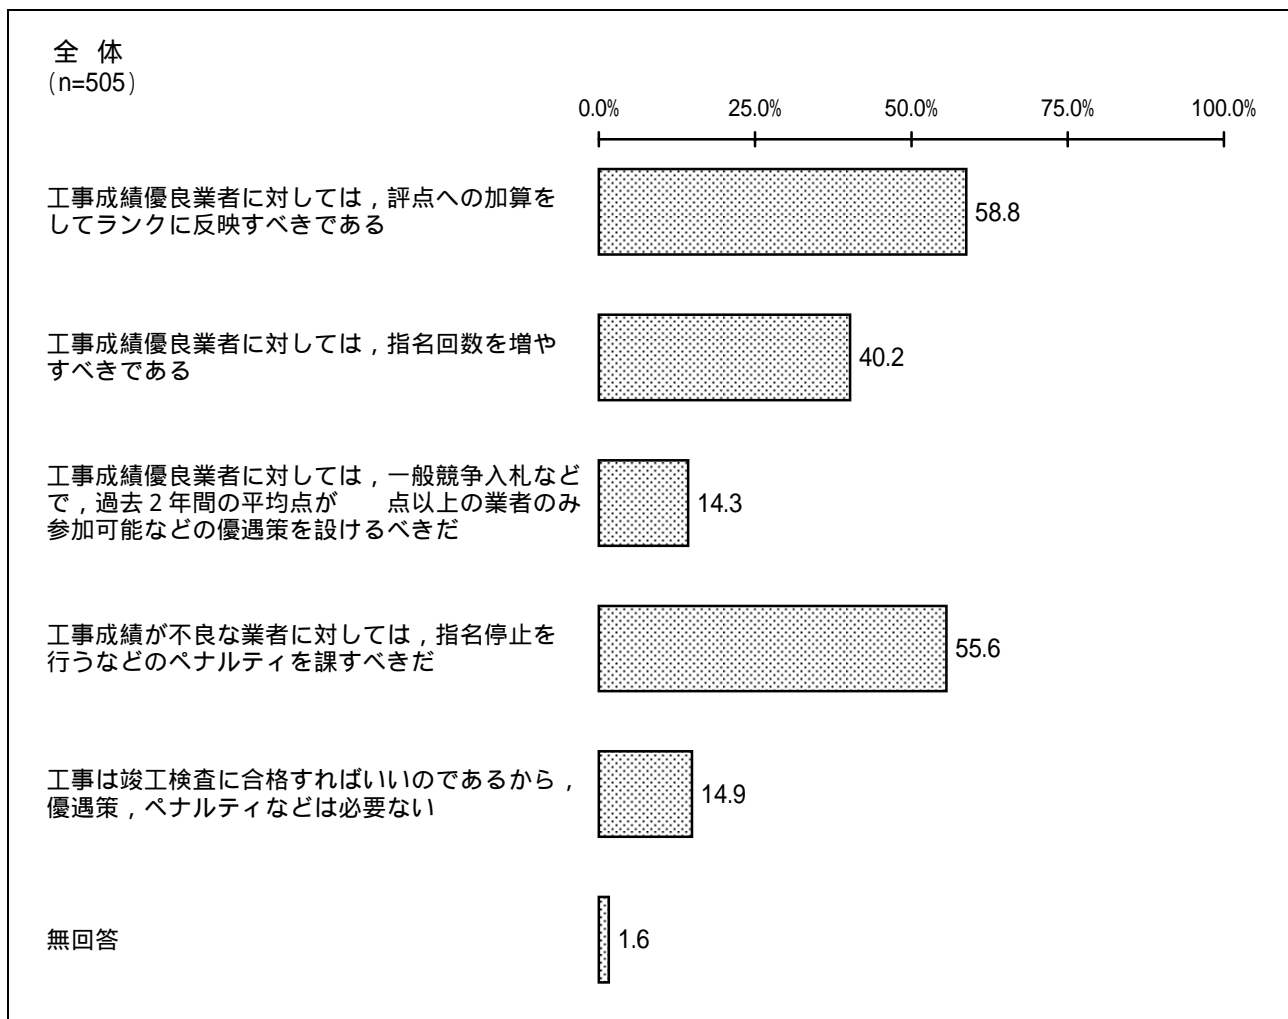 全 体
(n=505)
0.0% 25.0% 50.0% 75.0% 100.0%
工事成績優良業者に対しては，評点への加算を
してランクに反映すべきである
58.8
工事成績優良業者に対しては，指名回数を増や
すべきである
40.2
工事成績優良業者に対しては，一般競争入札など
で，過去２年間の平均点が　　点以上の業者のみ
参加可能などの優遇策を設けるべきだ
14.3
工事成績が不良な業者に対しては，指名停止を
行うなどのペナルティを課すべきだ
55.6
工事は竣工検査に合格すればいいのであるから，
優遇策，ペナルティなどは必要ない
14.9
無回答
1.6